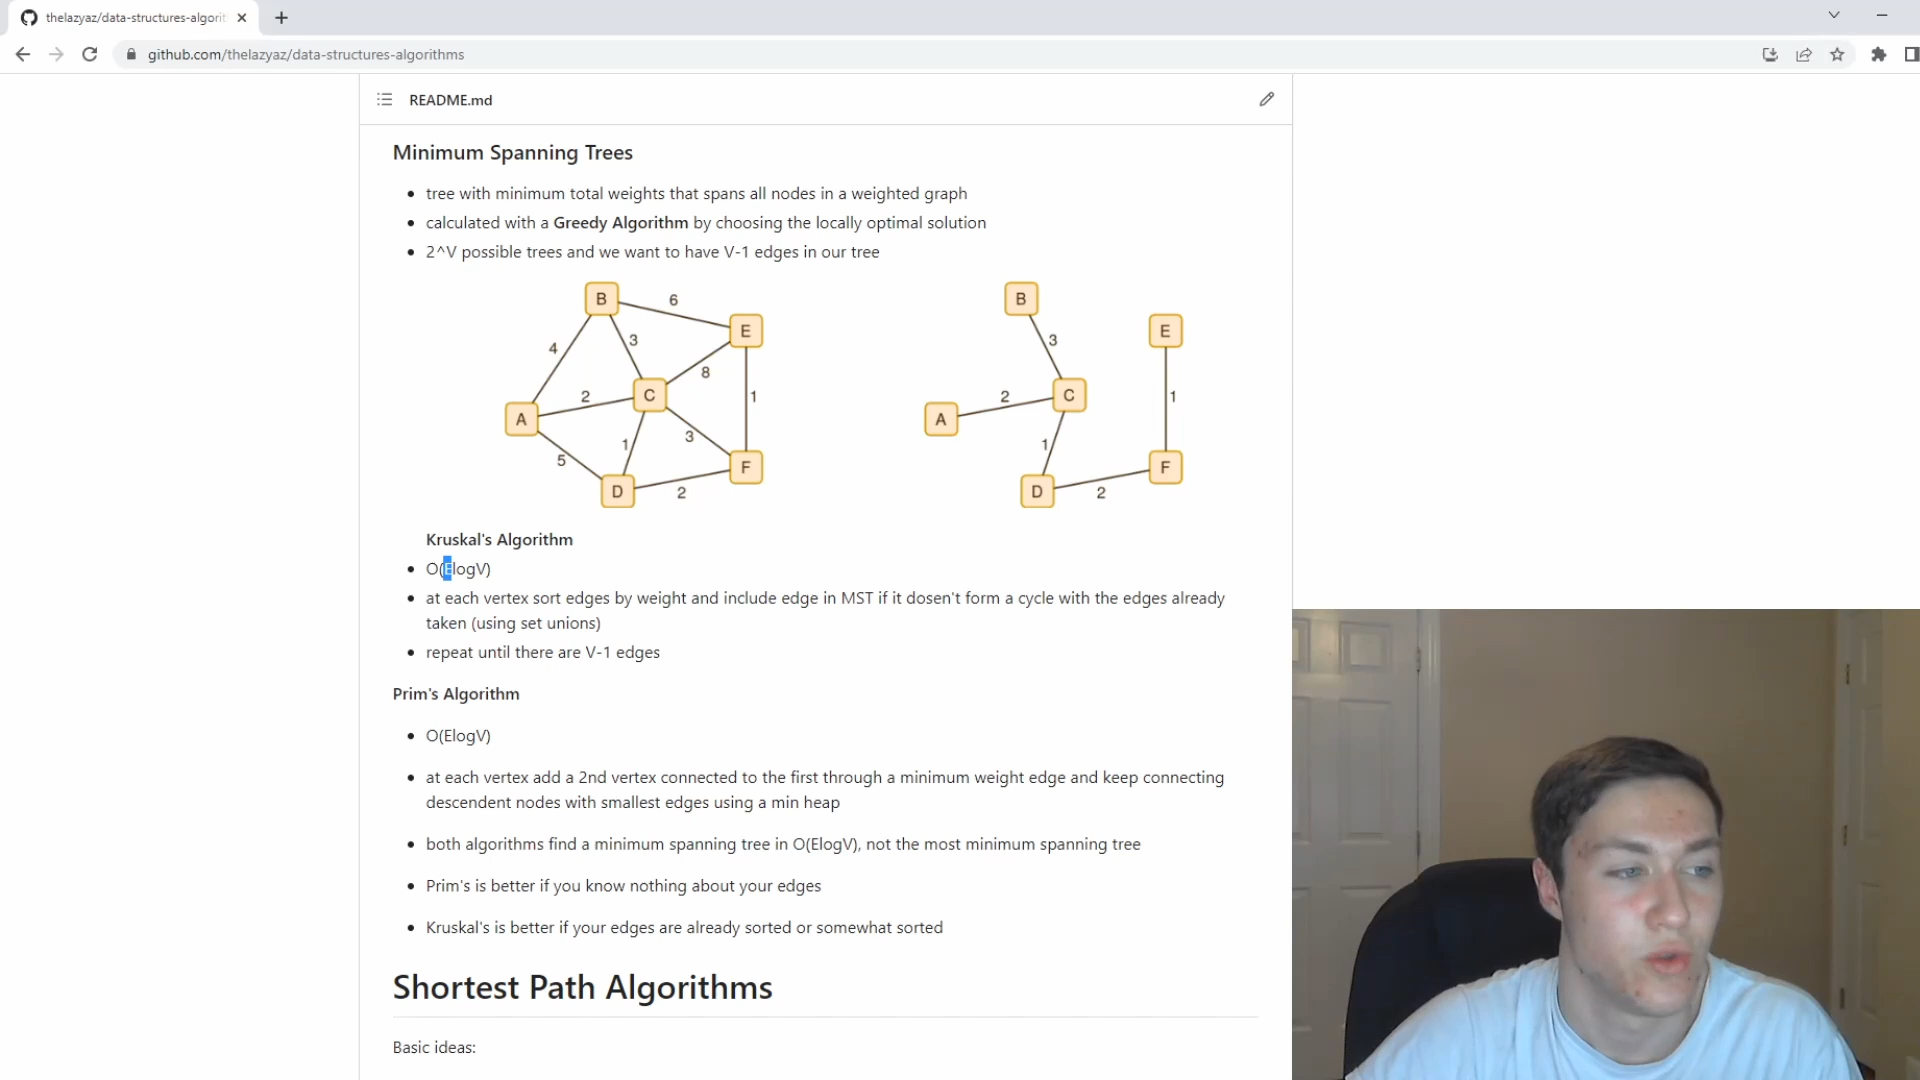 thelazyaz/data-structures-algorit
github.com/thelazyaz/data-structures-algorithms
README.md
Minimum Spanning Trees
tree with minimum total weights that spans all nodes in a weighted graph
calculated with a Greedy Algorithm by choosing the locally optimal solution
2^V possible trees and we want to have V-1 edges in our tree
B 6 E 4 3 8 2 C 1 A 3 1 5 F D 2
B E 3 2 C 1 A 1 F D 2
Kruskal's Algorithm
O(ElogV)
at each vertex sort edges by weight and include edge in MST if it dosen't form a cycle with the edges already
taken (using set unions)
repeat until there are V-1 edges
Prim's Algorithm
O(ElogV)
at each vertex add a 2nd vertex connected to the first through a minimum weight edge and keep connecting
descendent nodes with smallest edges using a min heap
both algorithms find a minimum spanning tree in O(ElogV), not the most minimum spanning tree
Prim's is better if you know nothing about your edges
Kruskal's is better if your edges are already sorted or somewhat sorted
Shortest Path Algorithms
Basic ideas: